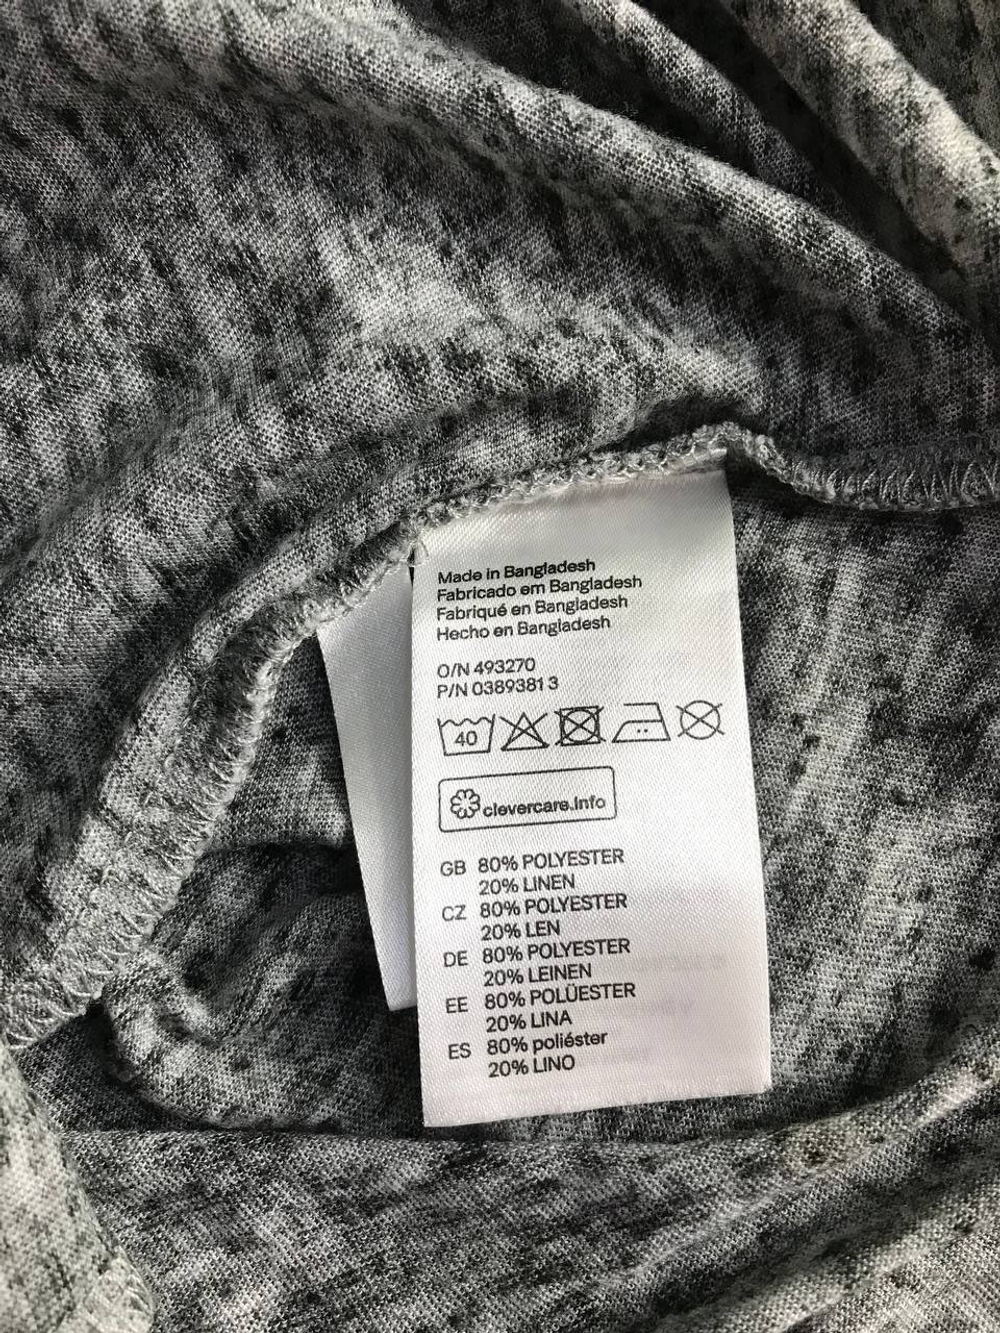 Made in Bangladesh
Fabricado em Bangladesh
Fabriqué en Bangladesh
Hecho en Bangladesh
O/N 493270
P/N 0389381 3
40
clevercare.info
GB 80% POLYESTER
20% LINEN
CZ 80% POLYESTER
20% LEN
DE 80% POLYESTER
20% LEINEN
EE 80% POLÜESTER
20% LINA
ES 80% poliéster
20% LINO